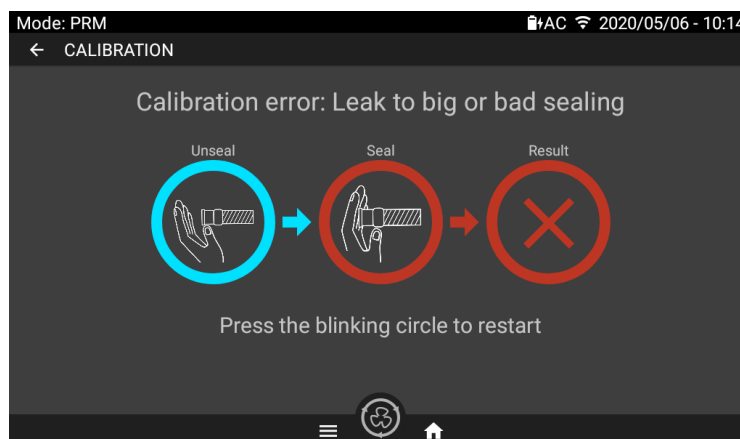 Mode: PRM AC 2020/05/06 - 10:14
CALIBRATION
Calibration error: Leak to big or bad sealing
Unseal Seal Result
Press the blinking circle to restart